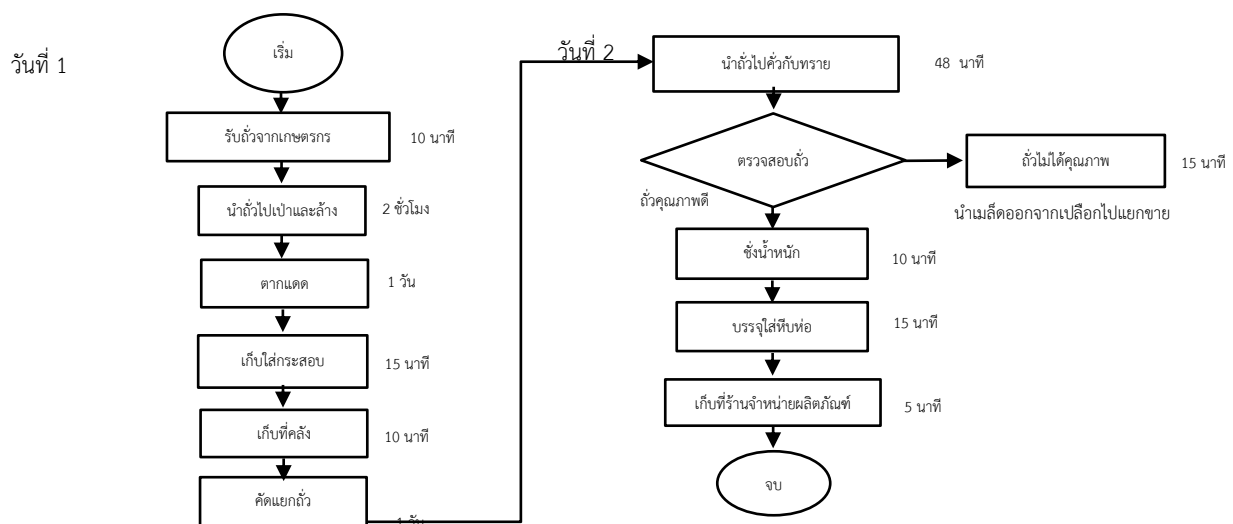 วันที่ 1
เริ่ม
รับถั่วจากเกษตรกร
10 นาที
นำถั่วไปเป่าและล้าง
2 ชั่วโมง
ตากแดด
1 วัน
เก็บใส่กระสอบ
15 นาที
เก็บที่คลัง
10 นาที
คัดแยกถั่ว
1 วัน
วันที่ 2
นำถั่วไปคั่วกับทราย
48 นาที
ตรวจสอบถั่ว
ถั่วไม่ได้คุณภาพ
15 นาที
นำเมล็ดออกจากเปลือกไปแยกขาย
ถั่วคุณภาพดี
ชั่งน้ำหนัก
10 นาที
บรรจุใส่หีบห่อ
15 นาที
เก็บที่ร้านจำหน่ายผลิตภัณฑ์
5 นาที
จบ